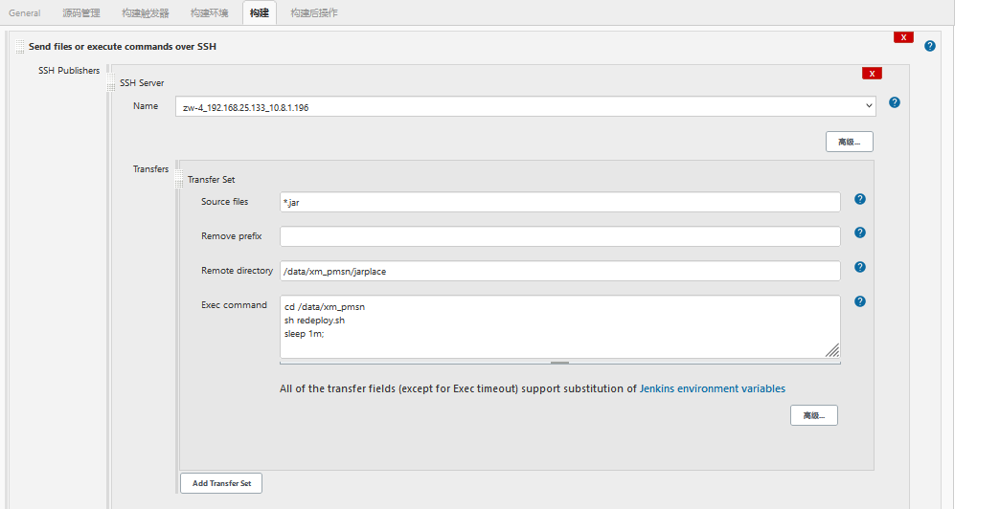 General 源码管理 构建触发器 构建环境 构建 构建后操作
X
Send files or execute commands over SSH ?
SSH Publishers
X
SSH Server
Name zw-4_192.168.25.133_10.8.1.196 ?
高级...
Transfers
Transfer Set
Source files *.jar ?
Remove prefix ?
Remote directory /data/xm_pmsn/jarplace ?
Exec command cd /data/xm_pmsn ?
sh redeploy.sh
sleep 1m;
All of the transfer fields (except for Exec timeout) support substitution of Jenkins environment variables
高级...
Add Transfer Set